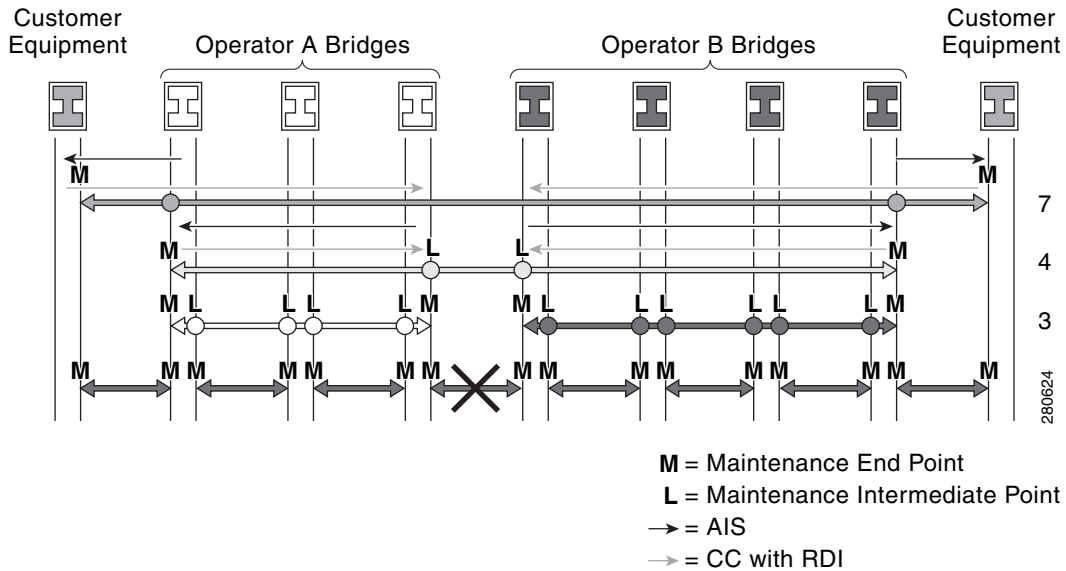 Customer Equipment
Operator A Bridges
Operator B Bridges
Customer Equipment
M M
7
M L L M
4
M L L L L M M L L L L L L M
3
M M M M M M M M M M M M M M M M
280624
M = Maintenance End Point
L = Maintenance Intermediate Point
= AIS
= CC with RDI